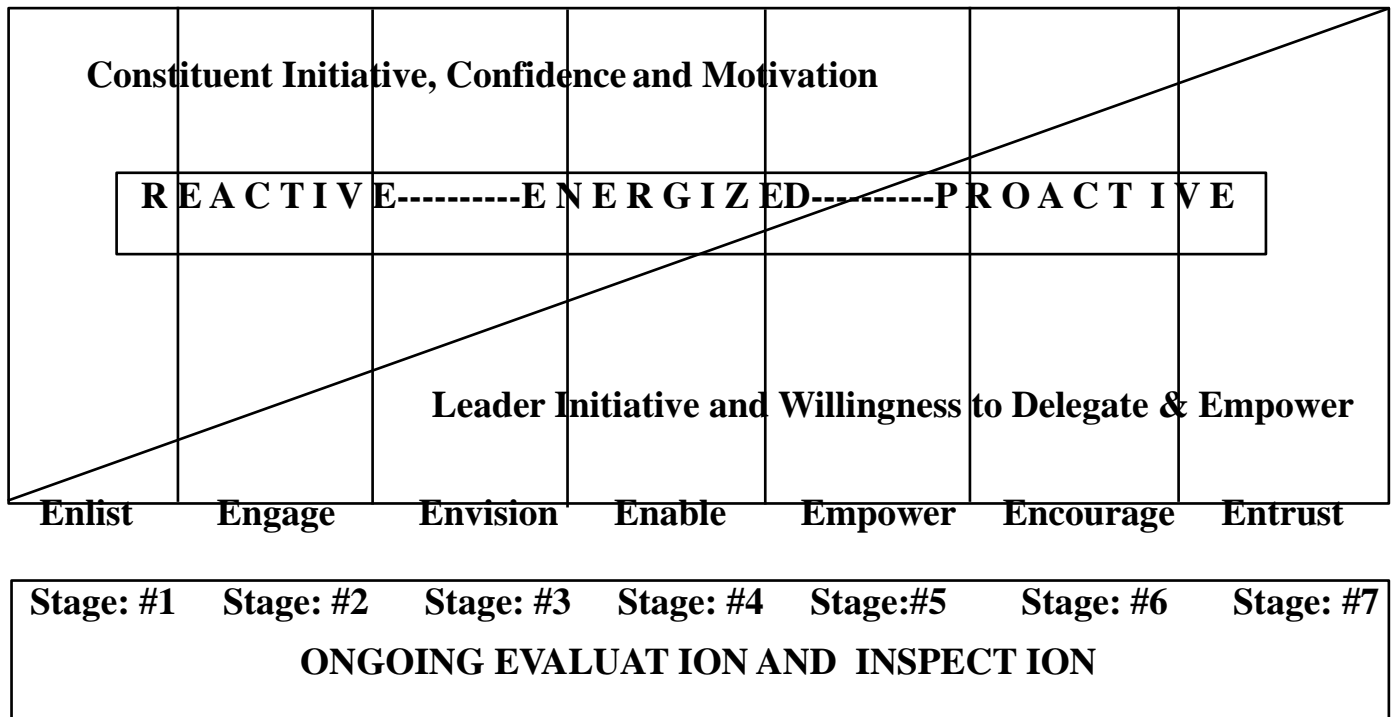 Constituent Initiative, Confidence and Motivation
R E A C T I V E----------E N E R G I Z ED----------P R O A C T I V E
Leader Initiative and Willingness to Delegate & Empower
Enlist Engage Envision Enable Empower Encourage Entrust
Stage: #1 Stage: #2 Stage: #3 Stage: #4 Stage:#5 Stage: #6 Stage: #7
ONGOING EVALUAT ION AND INSPECT ION